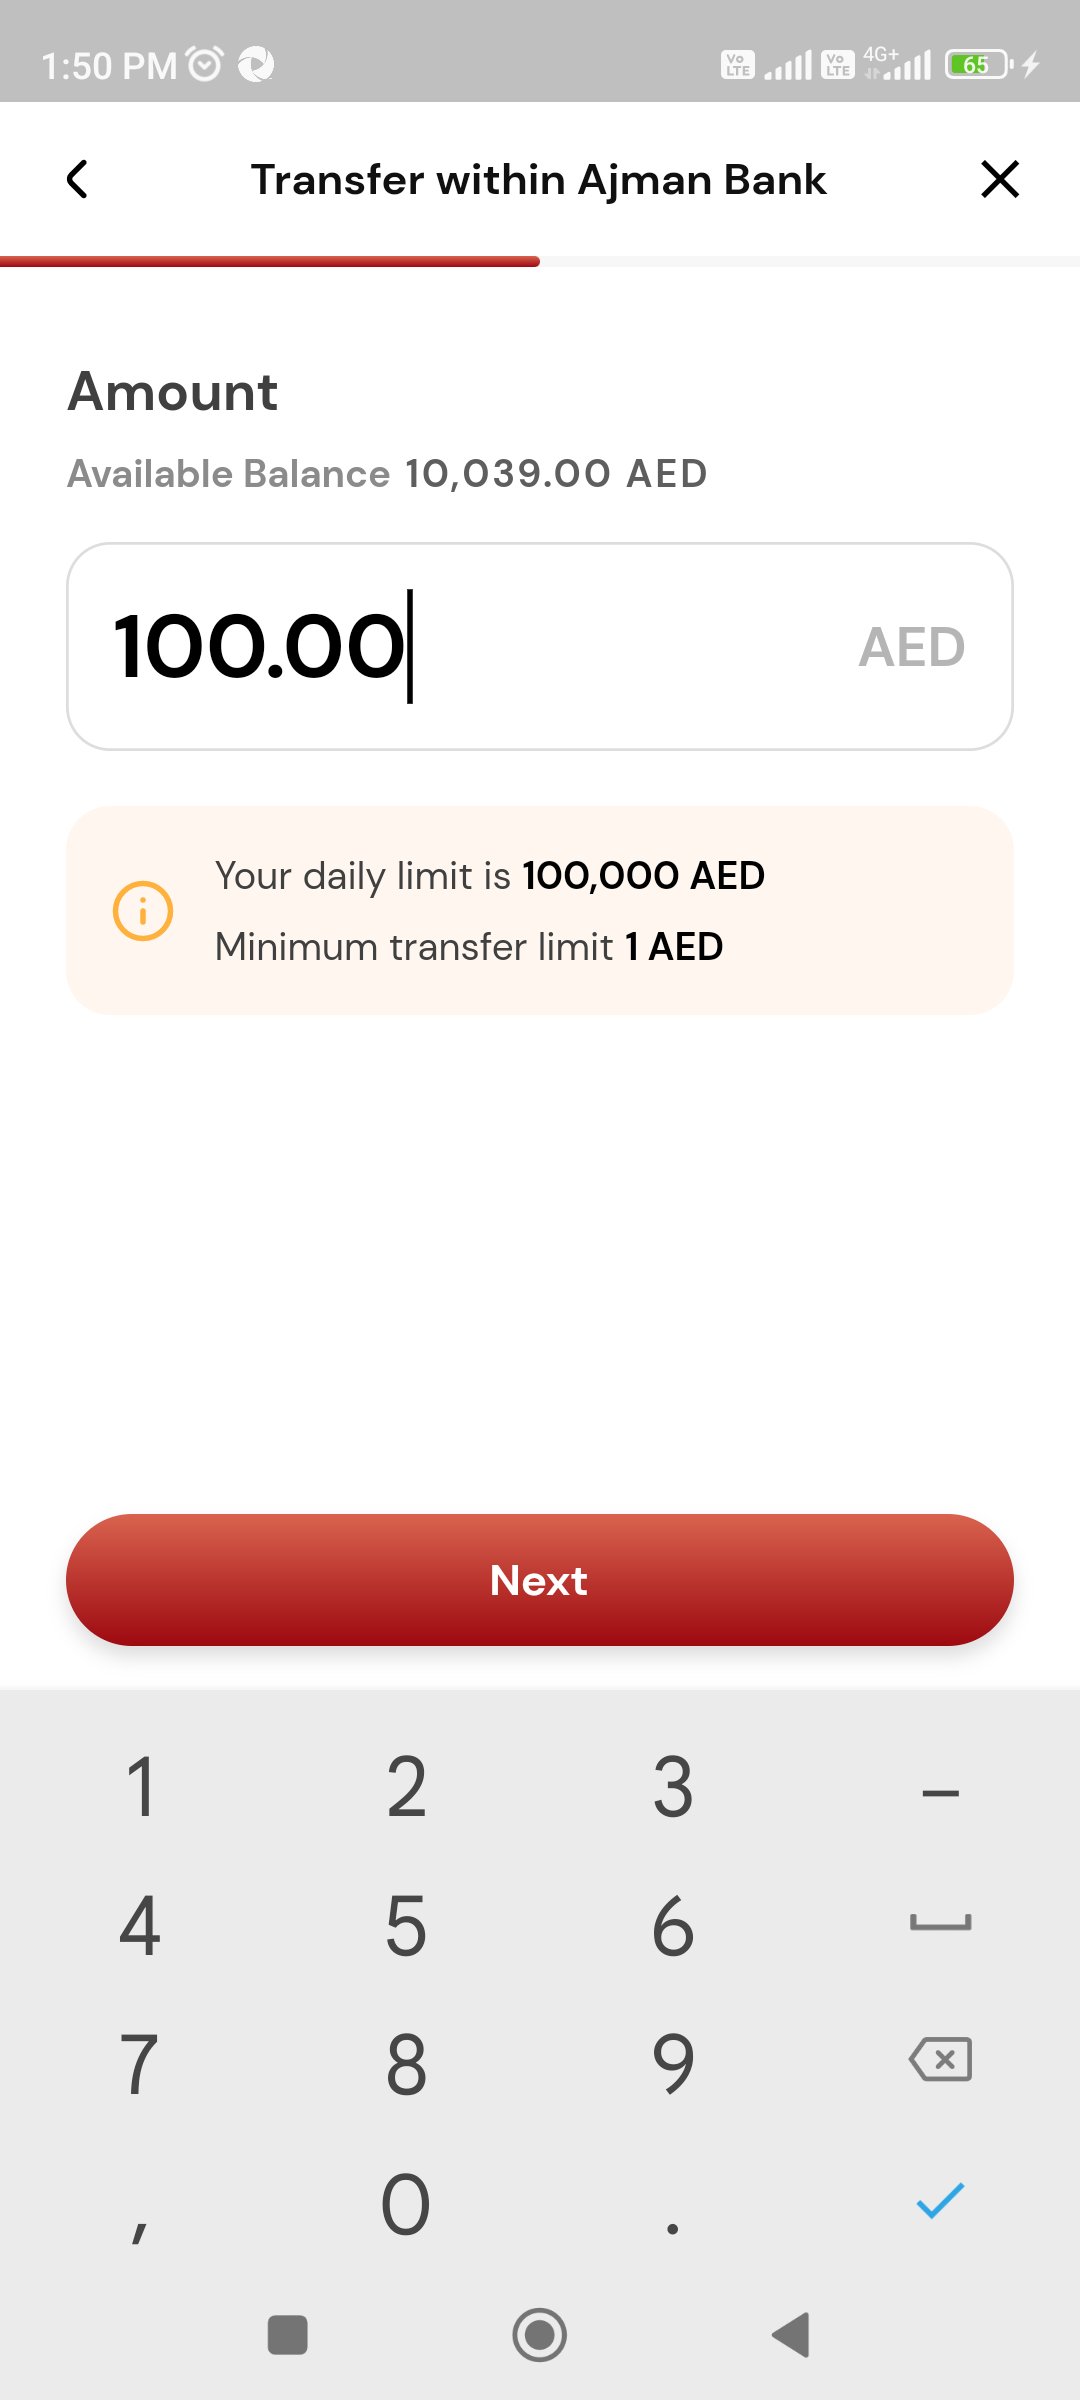 1:50 PM
Vo LTE Vo LTE 4G+ 65
Transfer within Ajman Bank
Amount
Available Balance 10,039.00 AED
100.00 AED
Your daily limit is 100,000 AED
Minimum transfer limit 1 AED
Next
1 2 3 –
4 5 6
7 8 9
, 0 .